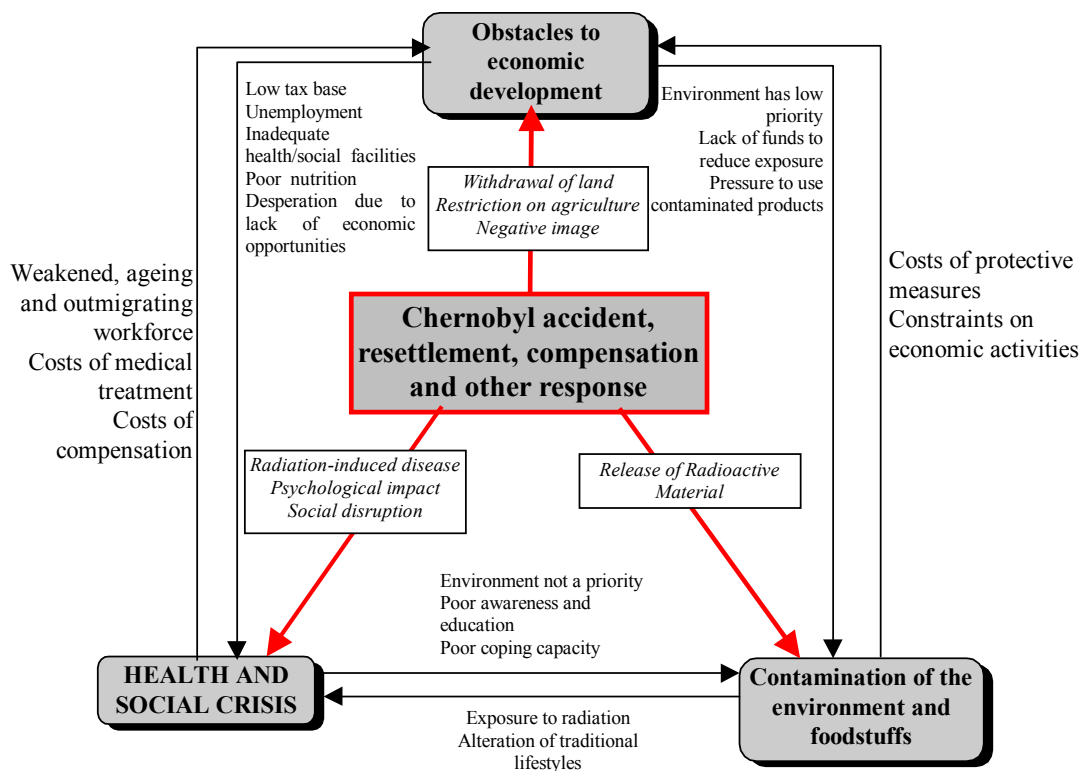 Obstacles to
economic
development
Low tax base
Unemployment
Inadequate
health/social facilities
Poor nutrition
Desperation due to
lack of economic
opportunities
Environment has low
priority
Lack of funds to
reduce exposure
Pressure to use
contaminated products
Withdrawal of land
Restriction on agriculture
Negative image
Weakened, ageing
and outmigrating
workforce
Costs of medical
treatment
Costs of
compensation
Costs of protective
measures
Constraints on
economic activities
Chernobyl accident,
resettlement, compensation
and other response
Radiation-induced disease
Psychological impact
Social disruption
Release of Radioactive
Material
Environment not a priority
Poor awareness and
education
Poor coping capacity
HEALTH AND
SOCIAL CRISIS
Contamination of the
environment and
foodstuffs
Exposure to radiation
Alteration of traditional
lifestyles